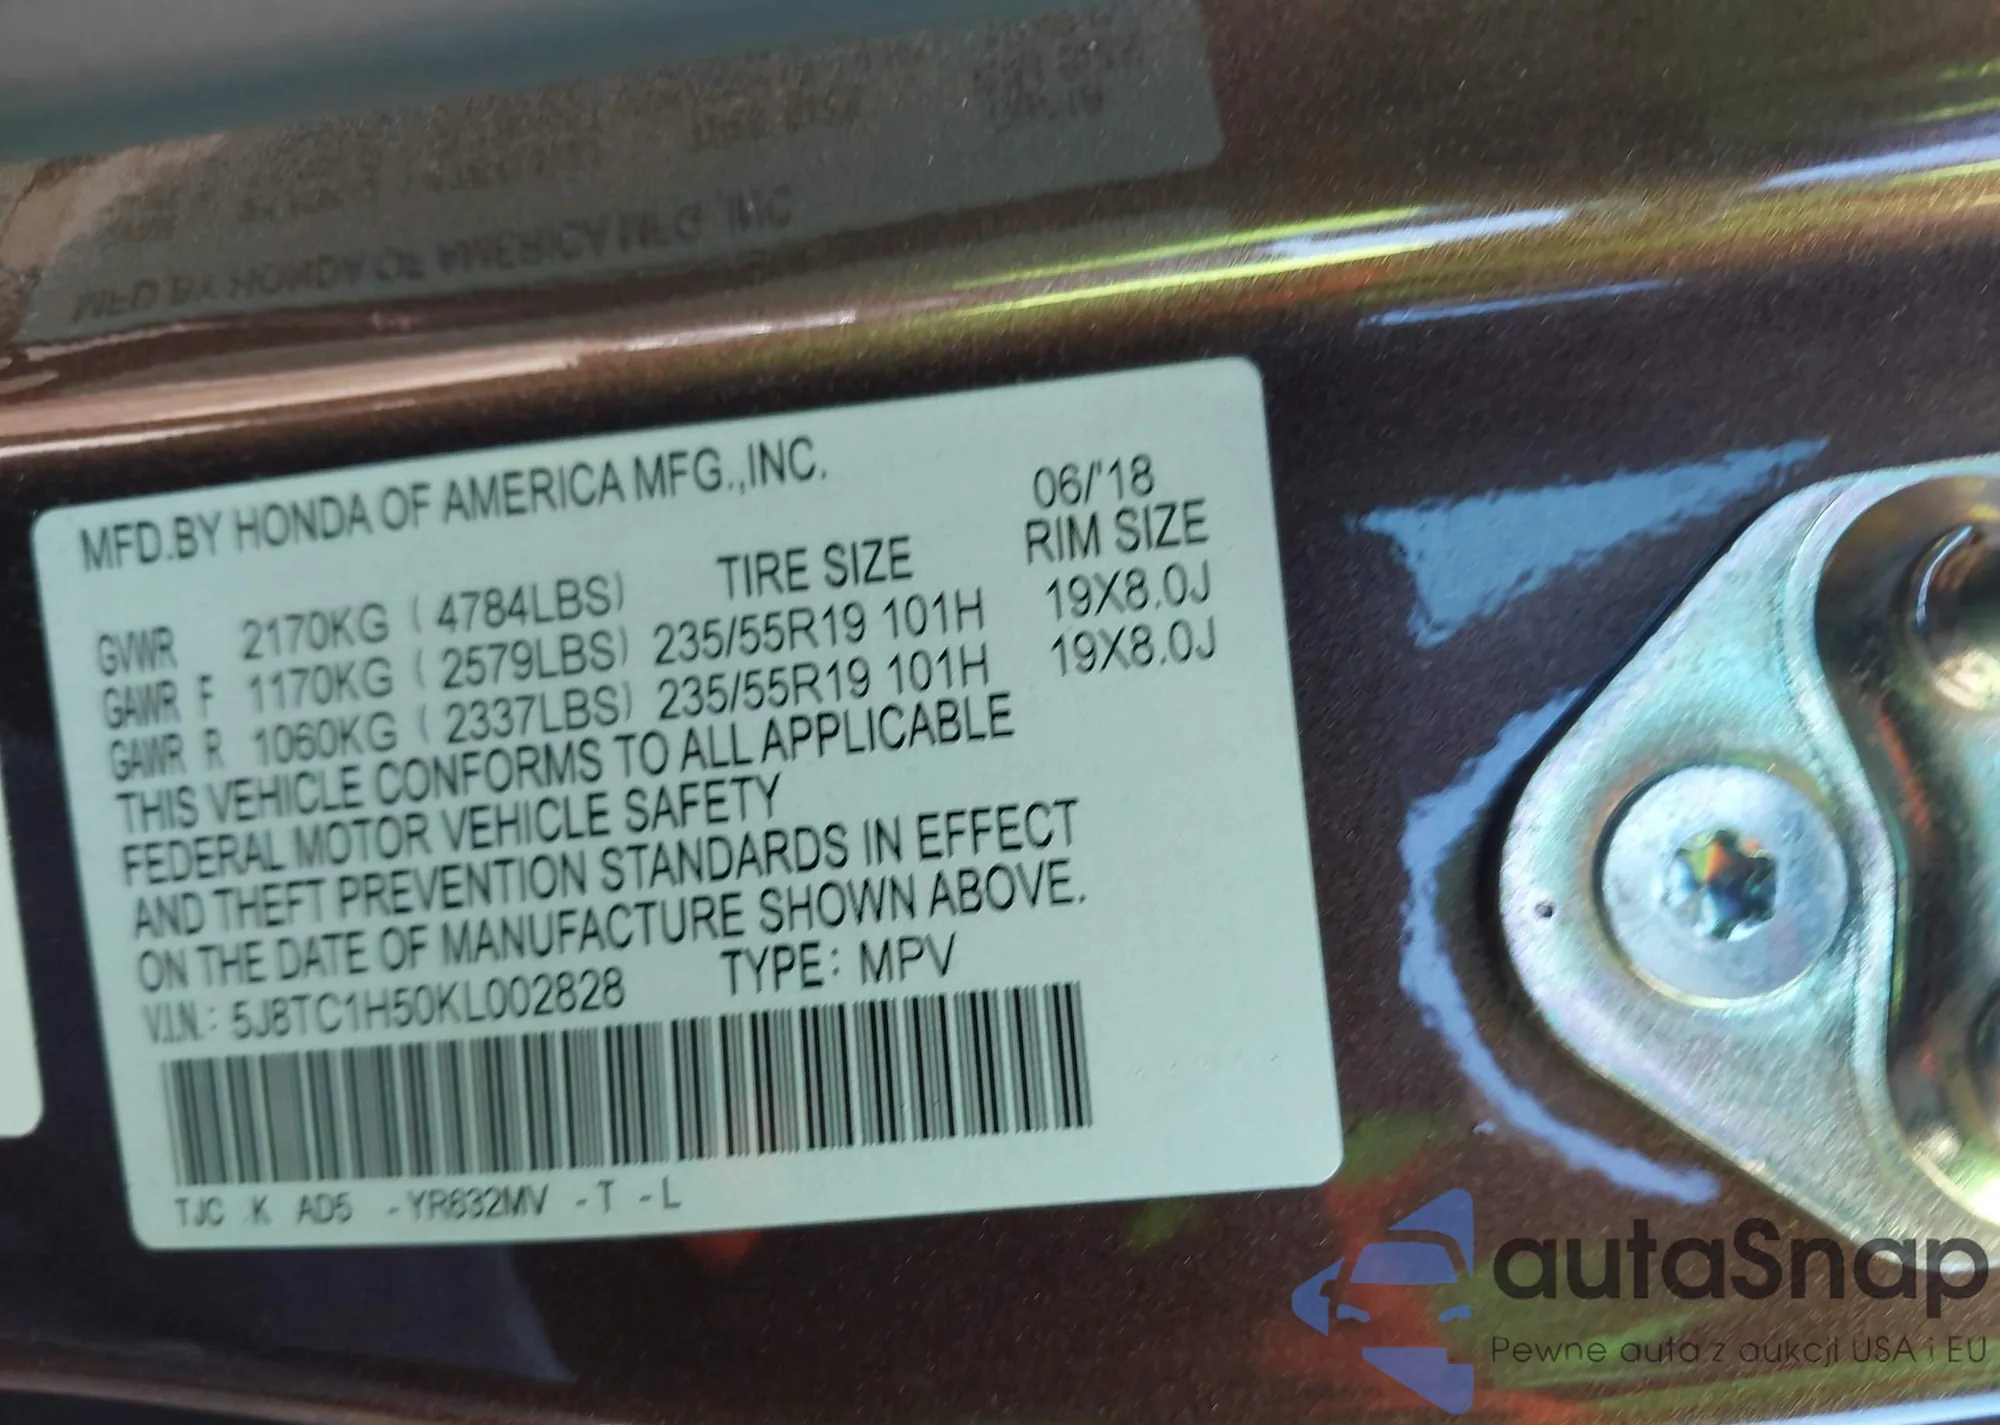 MFD.BY HONDA OF AMERICA MFG.,INC.
06/'18
TIRE SIZE RIM SIZE
GVWR 2170KG ( 4784LBS)
GAWR F 1170KG ( 2579LBS) 235/55R19 101H 19X8.0J
GAWR R 1060KG ( 2337LBS) 235/55R19 101H 19X8.0J
THIS VEHICLE CONFORMS TO ALL APPLICABLE
FEDERAL MOTOR VEHICLE SAFETY
AND THEFT PREVENTION STANDARDS IN EFFECT
ON THE DATE OF MANUFACTURE SHOWN ABOVE.
V.I.N.: 5J8TC1H50KL002828 TYPE: MPV
TJC -K AD5 -YR632MV -T -L
autaSnap
Pewne auta z aukcji USA i EU